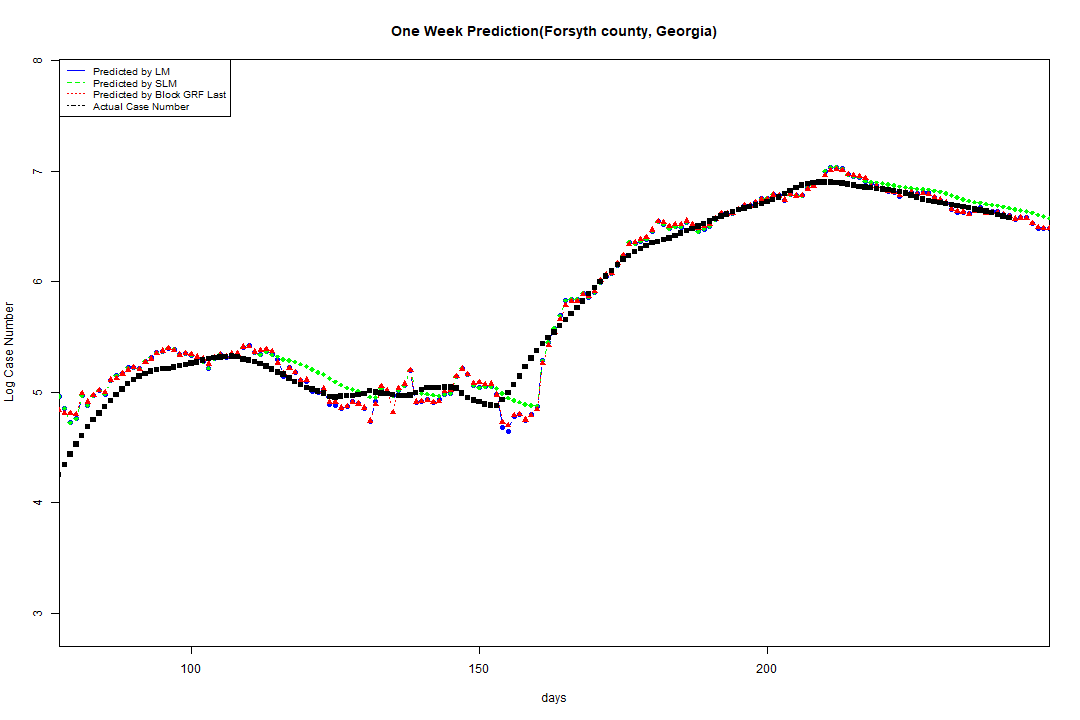 One Week Prediction(Forsyth county, Georgia)
Predicted by LM
Predicted by SLM
Predicted by Block GRF Last
Actual Case Number
8
7
6
5
4
3
Log Case Number
100
150
200
days